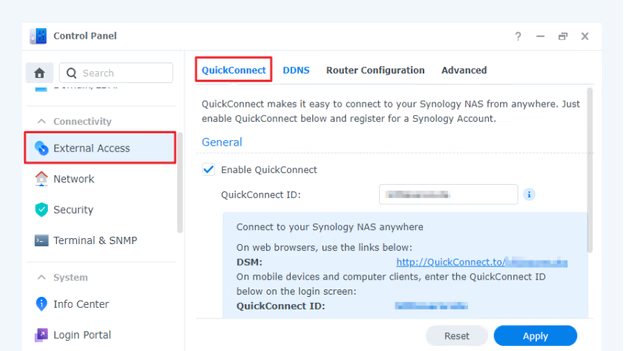 Control Panel
?
Search
QuickConnect DDNS Router Configuration Advanced
QuickConnect makes it easy to connect to your Synology NAS from anywhere. Just
enable QuickConnect below and register for a Synology Account.
Connectivity
External Access
Network
Security
Terminal & SNMP
System
Info Center
Login Portal
General
Enable QuickConnect
QuickConnect ID:
i
Connect to your Synology NAS anywhere
On web browsers, use the links below:
DSM: http://QuickConnect.to/
On mobile devices and computer clients, enter the QuickConnect ID
below on the login screen:
QuickConnect ID:
Reset Apply